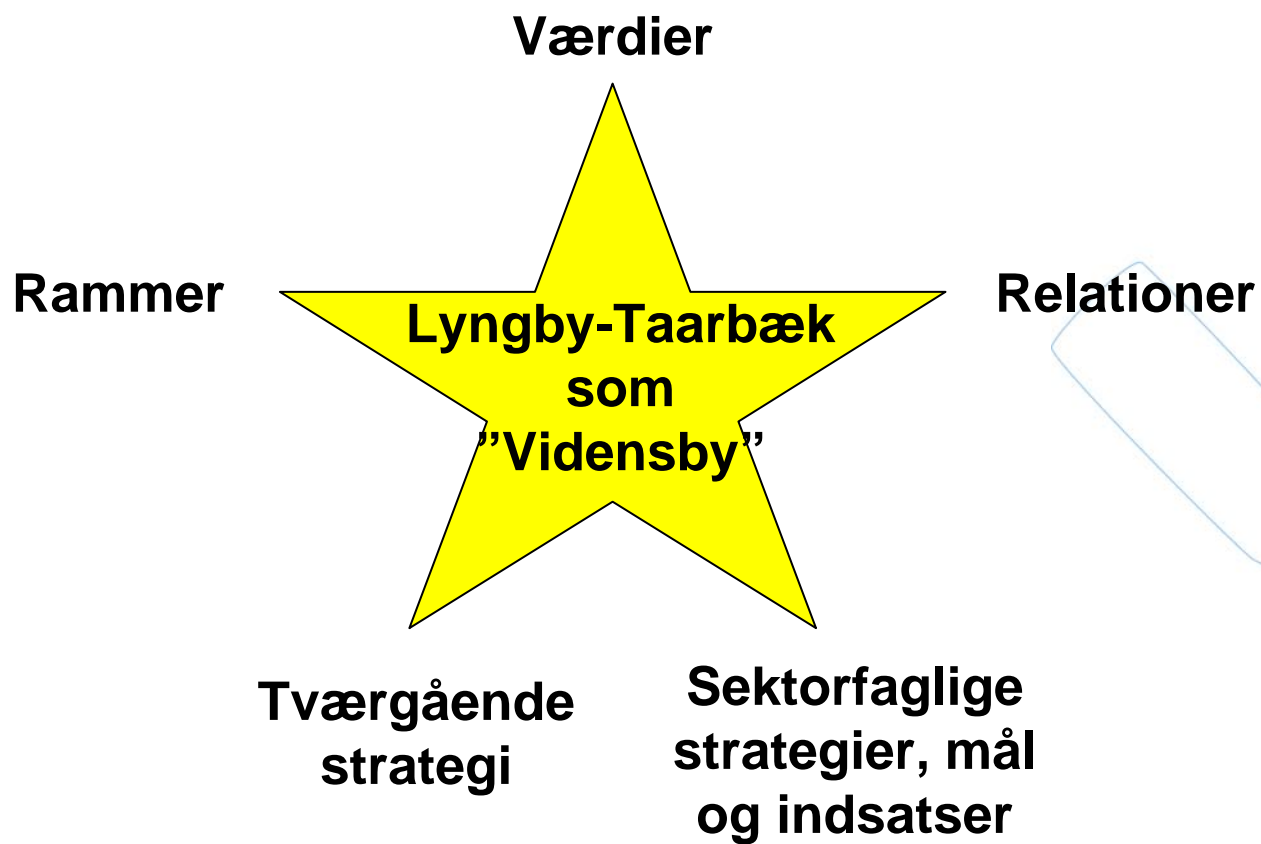 Værdier
Rammer
Relationer
Lyngby-Taarbæk
som
”Vidensby”
Tværgående
strategi
Sektorfaglige
strategier, mål
og indsatser